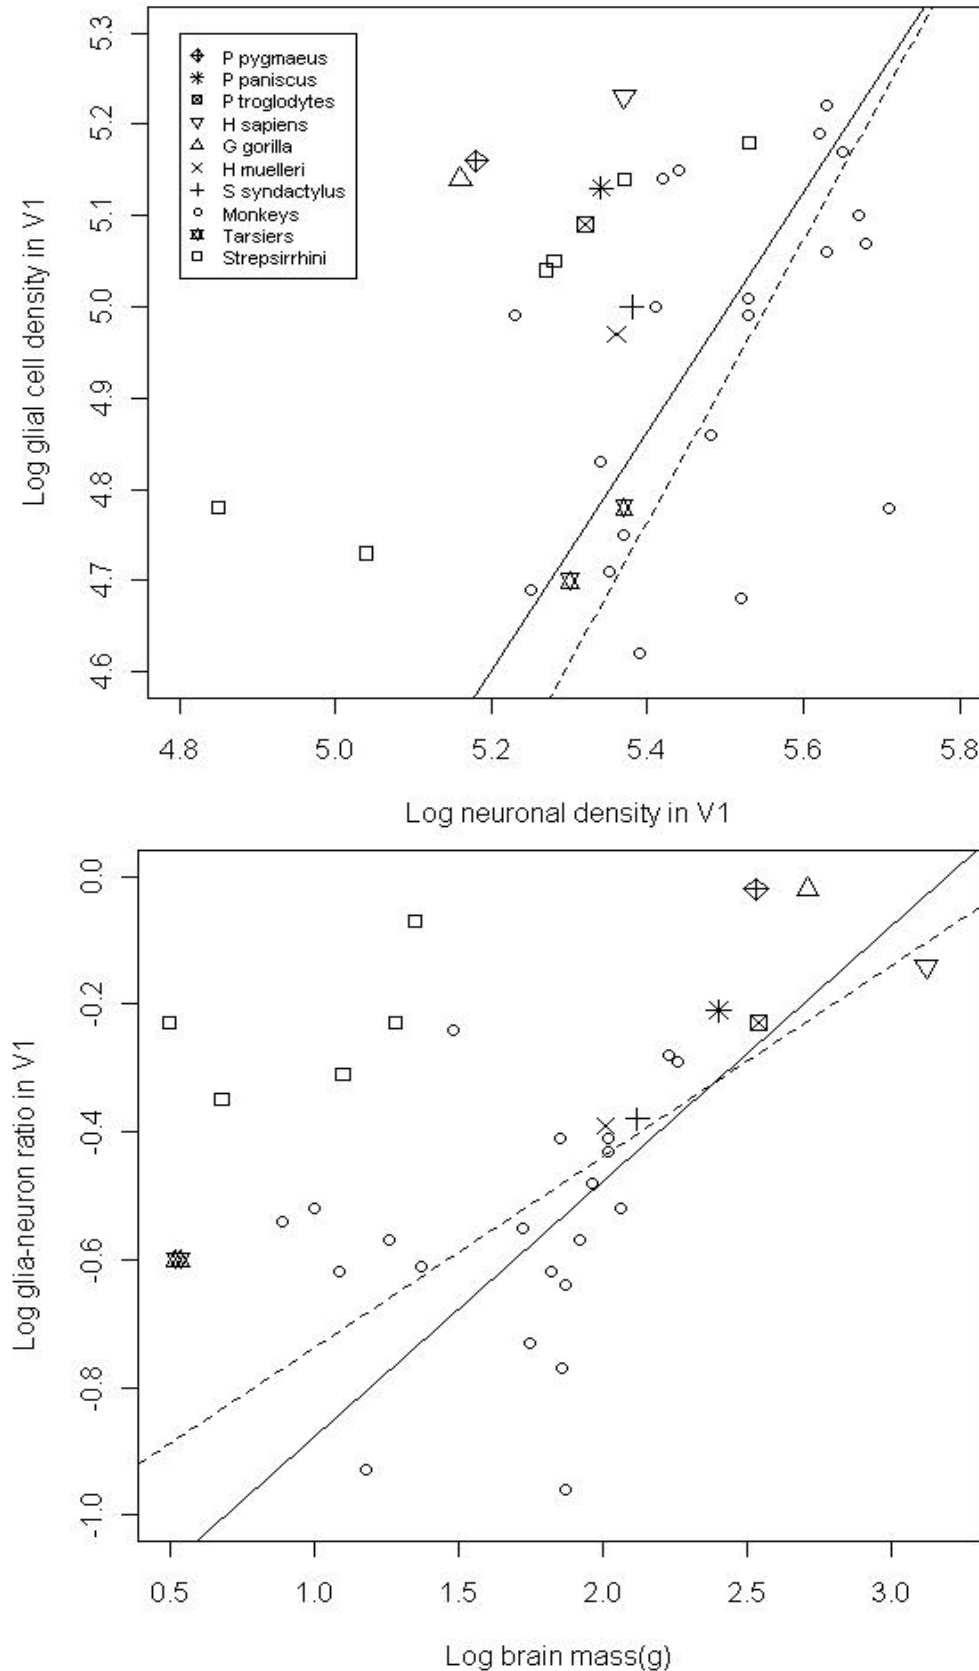 Log glial cell density in V1
5.3
5.2
5.1
5.0
4.9
4.8
4.7
4.6
P pygmaeus
P paniscus
P troglodytes
H sapiens
G gorilla
H muelleri
S syndactylus
Monkeys
Tarsiers
Strepsirrhini
4.8 5.0 5.2 5.4 5.6 5.8
Log neuronal density in V1
Log glia-neuron ratio in V1
0.0
-0.2
-0.4
-0.6
-0.8
-1.0
0.5 1.0 1.5 2.0 2.5 3.0
Log brain mass(g)